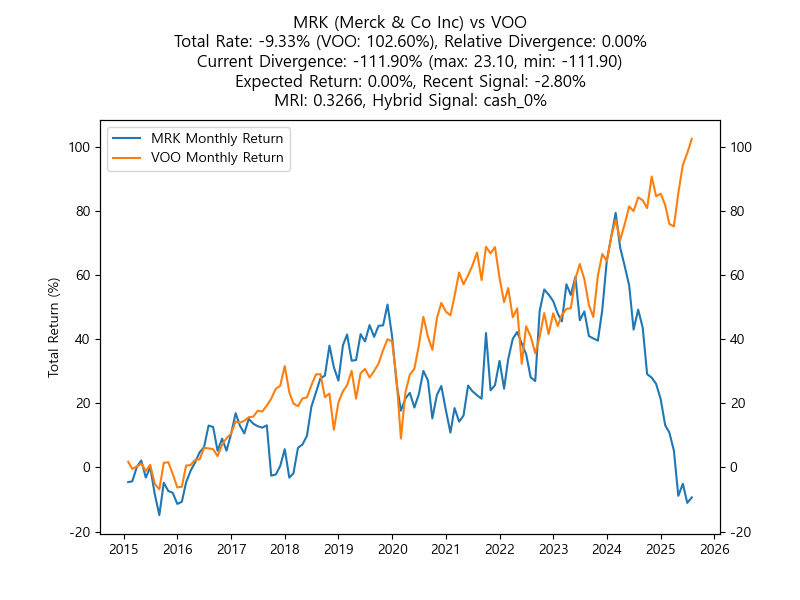 MRK (Merck & Co Inc) vs VOO
Total Rate: -9.33% (VOO: 102.60%), Relative Divergence: 0.00%
Current Divergence: -111.90% (max: 23.10, min: -111.90)
Expected Return: 0.00%, Recent Signal: -2.80%
MRI: 0.3266, Hybrid Signal: cash_0%
MRK Monthly Return
VOO Monthly Return
Total Return (%)
100 100
80 80
60 60
40 40
20 20
0 0
-20 -20
2015 2016 2017 2018 2019 2020 2021 2022 2023 2024 2025 2026